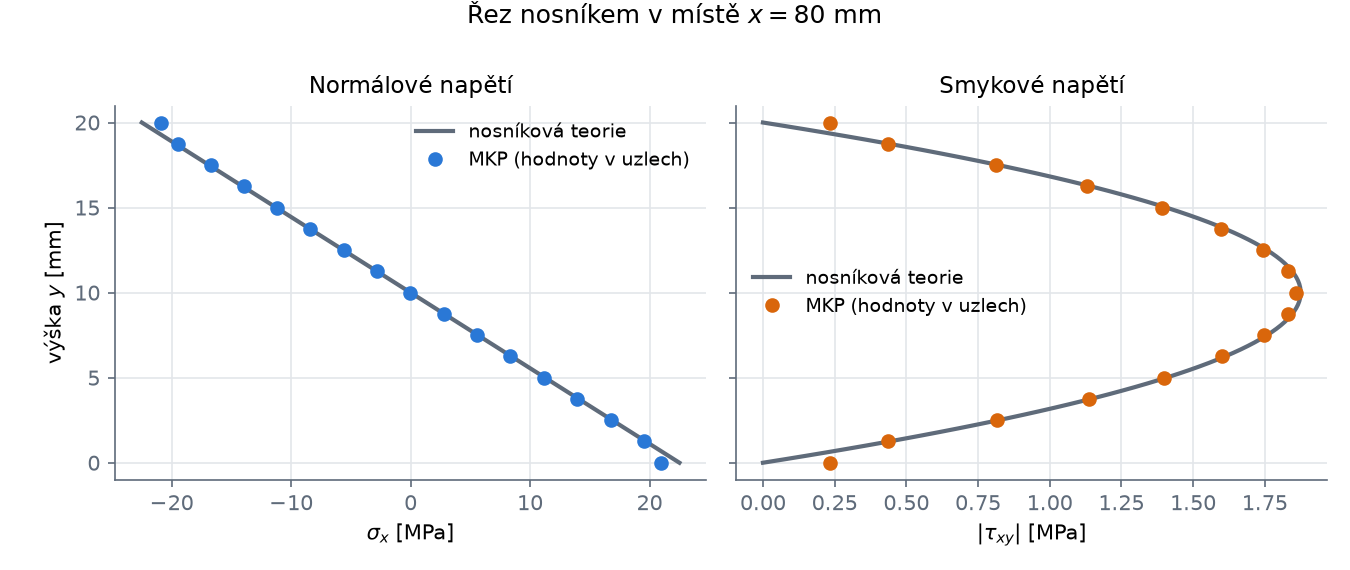 Řez nosníkem v místě x = 80 mm
Normálové napětí
nosníková teorie
MKP (hodnoty v uzlech)
20
15
10
5
0
výška y [mm]
−20
−10
0
10
20
σx [MPa]
Smykové napětí
nosníková teorie
MKP (hodnoty v uzlech)
0.00
0.25
0.50
0.75
1.00
1.25
1.50
1.75
|τxy| [MPa]